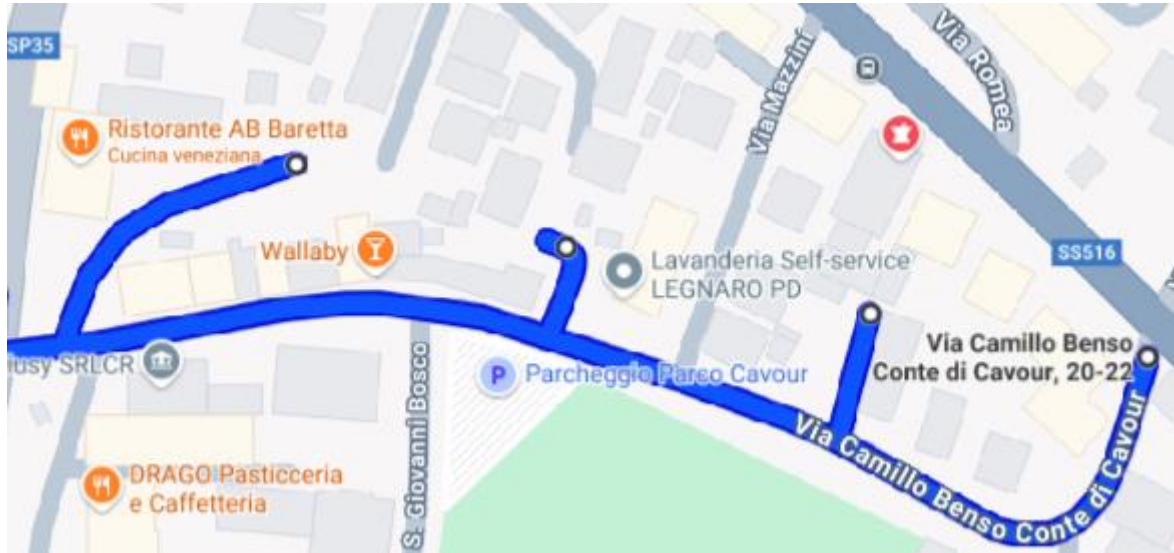 SP35
Ristorante AB Baretta
Cucina veneziana
Via Mazzini
Via Romea
Wallaby
Lavanderia Self-service
LEGNARO PD
SS516
Via Camillo Benso
Conte di Cavour, 20-22
iusy SRLCR
P Parcheggio Parco Cavour
S. Giovanni Bosco
Via Camillo Benso Conte di Cavour
DRAGO Pasticceria
e Caffetteria